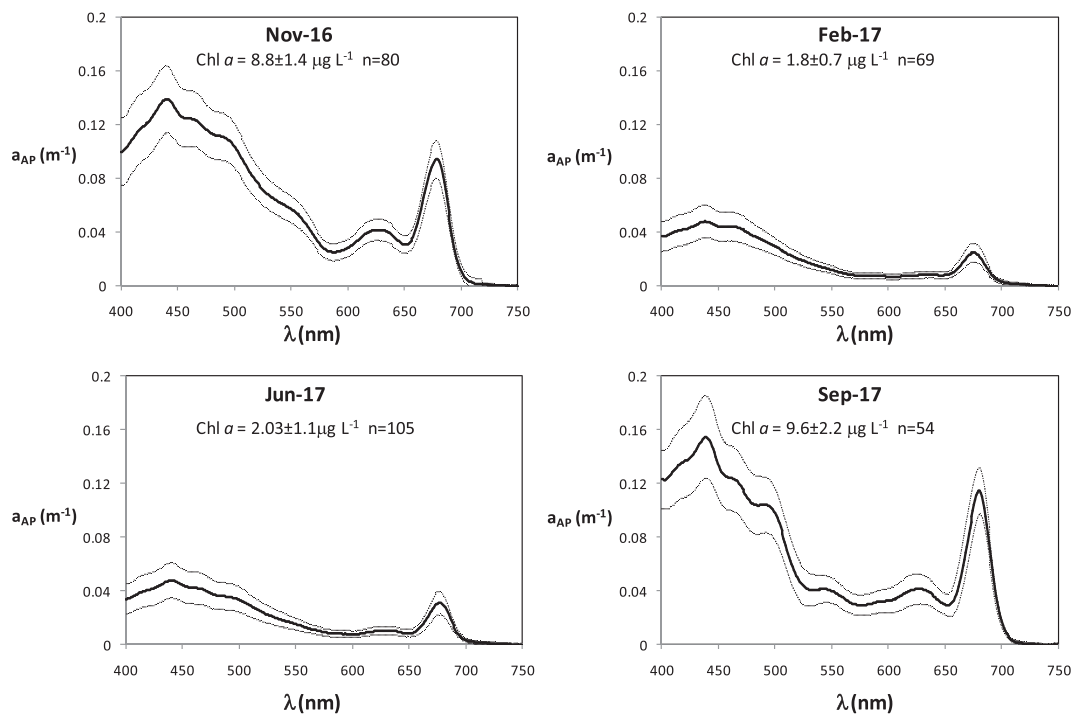 Nov-16
Chl a = 8.8±1.4 µg L⁻¹ n=80
0.2
0.16
0.12
0.08
0.04
0
a_AP (m⁻¹)
400 450 500 550 600 650 700 750
λ (nm)
Feb-17
Chl a = 1.8±0.7 µg L⁻¹ n=69
0.2
0.16
0.12
0.08
0.04
0
a_AP (m⁻¹)
400 450 500 550 600 650 700 750
λ (nm)
Jun-17
Chl a = 2.03±1.1µg L⁻¹ n=105
0.2
0.16
0.12
0.08
0.04
0
a_AP (m⁻¹)
400 450 500 550 600 650 700 750
λ (nm)
Sep-17
Chl a = 9.6±2.2 µg L⁻¹ n=54
0.2
0.16
0.12
0.08
0.04
0
a_AP (m⁻¹)
400 450 500 550 600 650 700 750
λ (nm)